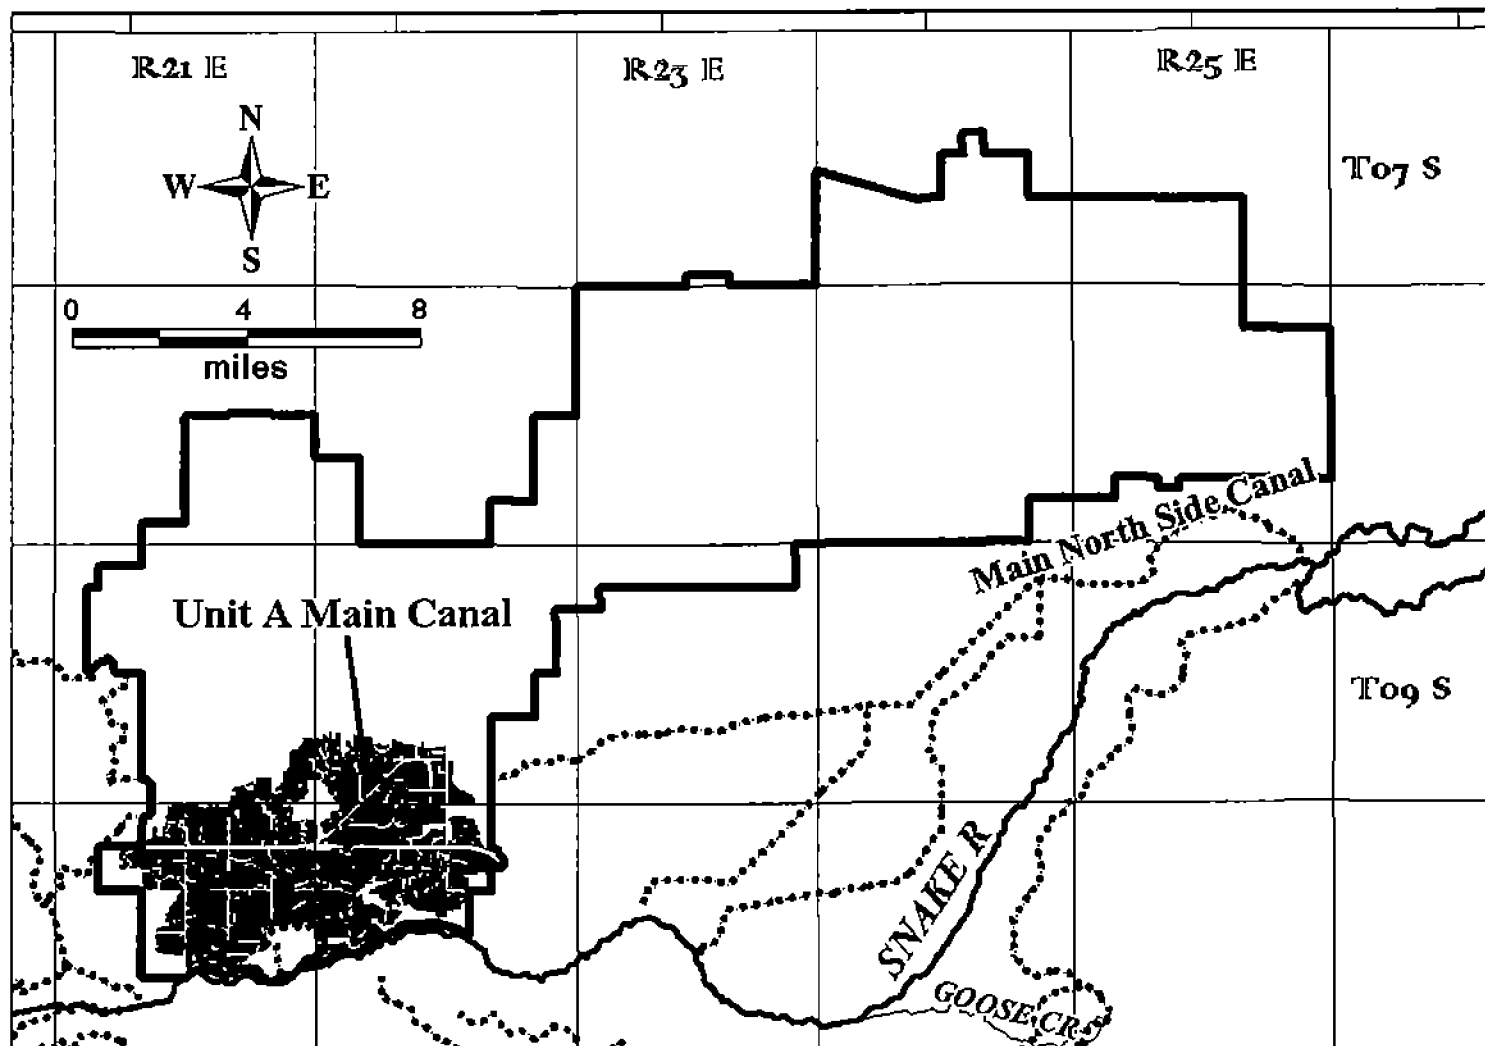 R21 E
R23 E
R25 E
N
W E
S
T07 S
0 4 8
miles
Main North Side Canal
Unit A Main Canal
T09 S
SNAKE R
GOOSE CR